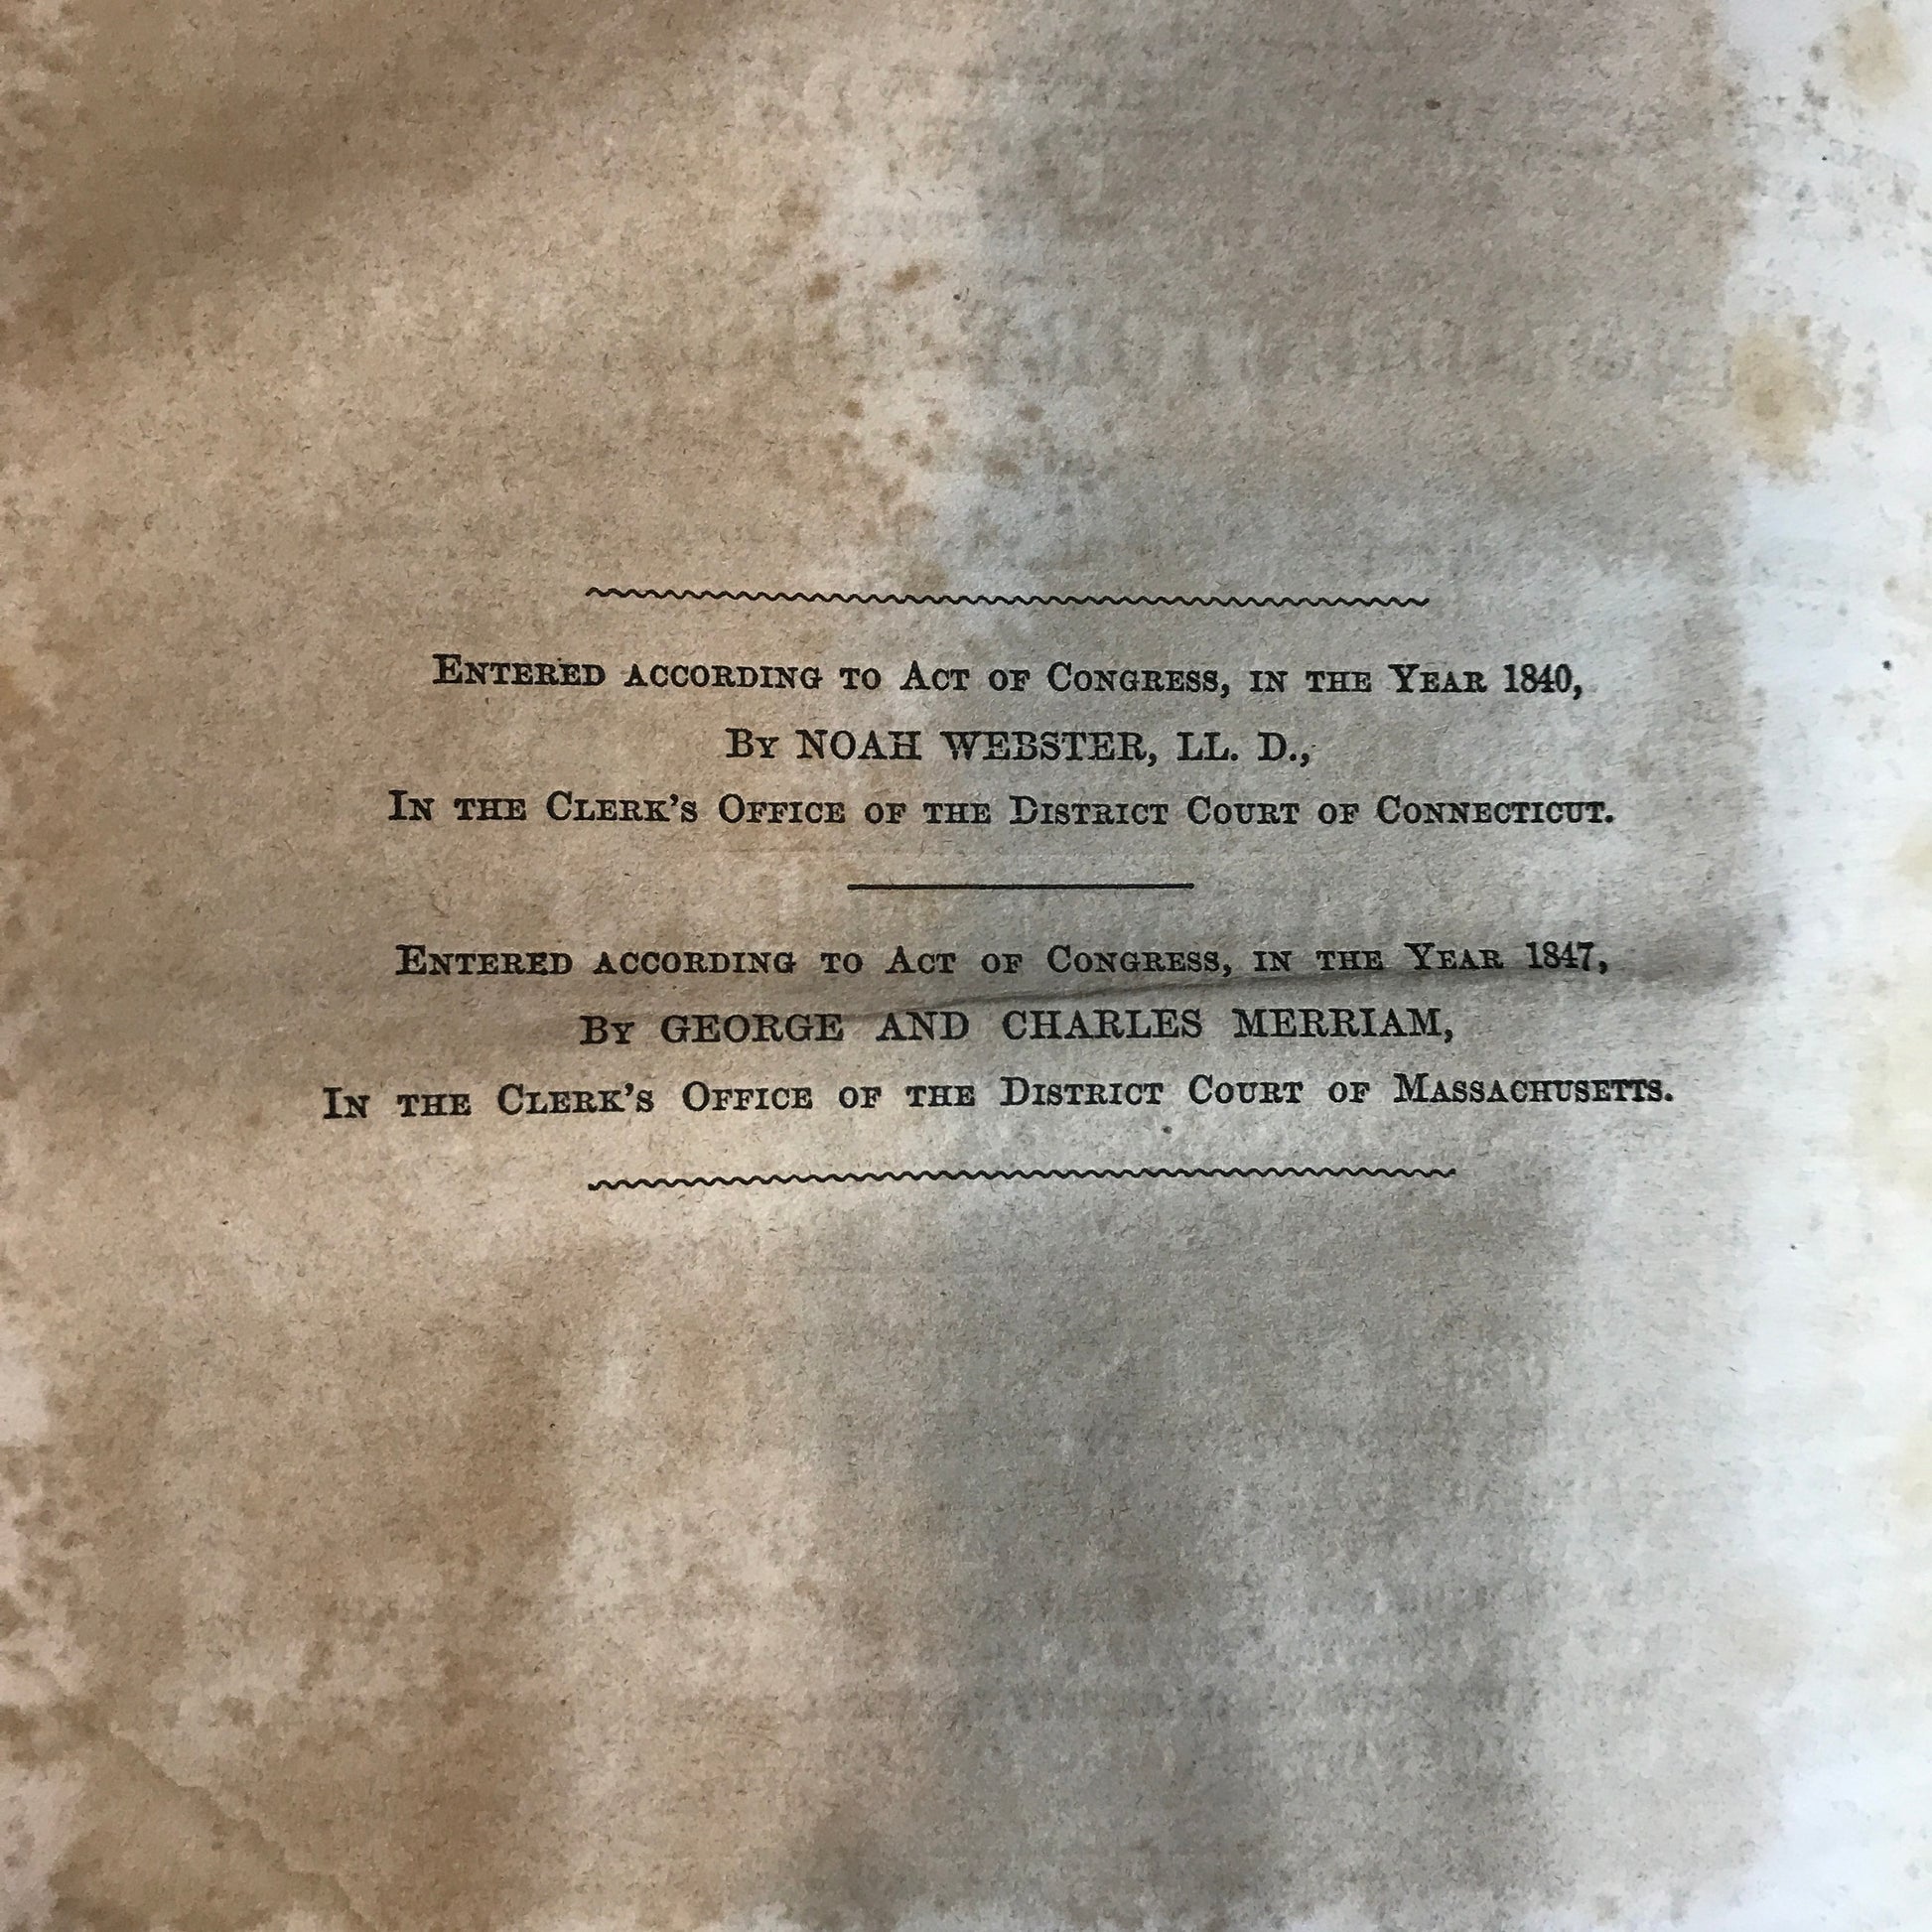 Entered according to Act of Congress, in the Year 1840,
By NOAH WEBSTER, LL. D.,
In the Clerk's Office of the District Court of Connecticut.
Entered according to Act of Congress, in the Year 1847,
By GEORGE AND CHARLES MERRIAM,
In the Clerk's Office of the District Court of Massachusetts.